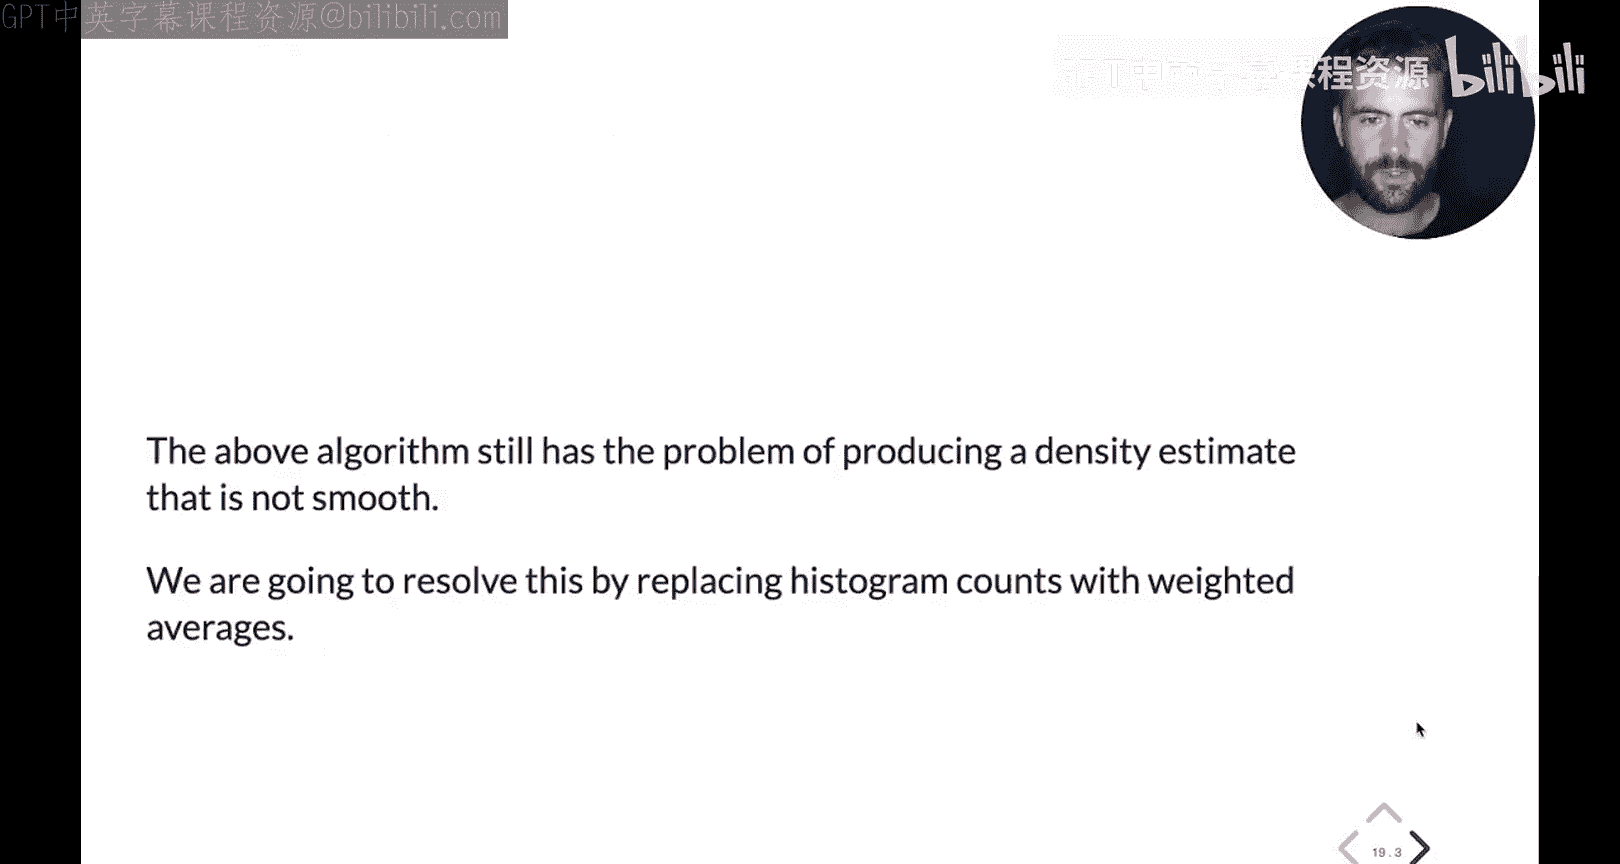 GPT中英字幕课程资源@bilibili.com
课程资源 bilibili
The above algorithm still has the problem of producing a density estimate
that is not smooth.
We are going to resolve this by replacing histogram counts with weighted
averages.
19.3